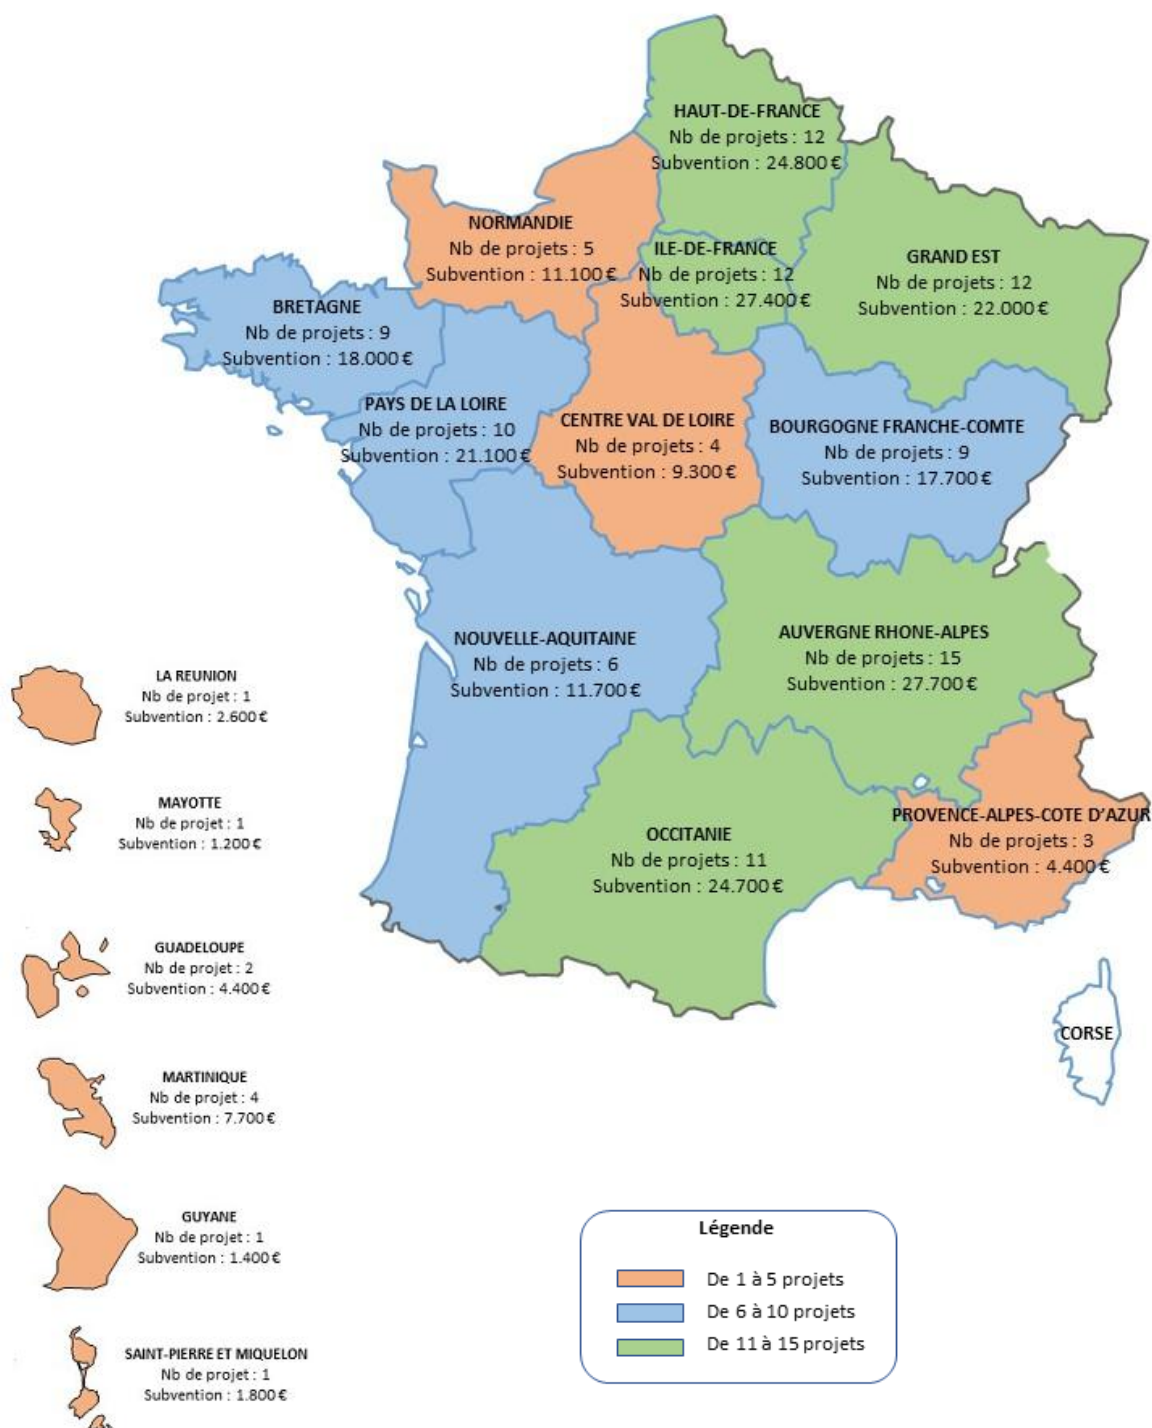 HAUT-DE-FRANCE
Nb de projets : 12
Subvention : 24.800 €
NORMANDIE
Nb de projets : 5
Subvention : 11.100 €
ILE-DE-FRANCE
Nb de projets : 12
Subvention : 27.400 €
GRAND EST
Nb de projets : 12
Subvention : 22.000 €
BRETAGNE
Nb de projets : 9
Subvention : 18.000 €
PAYS DE LA LOIRE
Nb de projets : 10
Subvention : 21.100 €
CENTRE VAL DE LOIRE
Nb de projets : 4
Subvention : 9.300 €
BOURGOGNE FRANCHE-COMTE
Nb de projets : 9
Subvention : 17.700 €
NOUVELLE-AQUITAINE
Nb de projets : 6
Subvention : 11.700 €
AUVERGNE RHONE-ALPES
Nb de projets : 15
Subvention : 27.700 €
OCCITANIE
Nb de projets : 11
Subvention : 24.700 €
PROVENCE-ALPES-COTE D'AZUR
Nb de projets : 3
Subvention : 4.400 €
CORSE
LA REUNION
Nb de projet : 1
Subvention : 2.600 €
MAYOTTE
Nb de projet : 1
Subvention : 1.200 €
GUADELOUPE
Nb de projet : 2
Subvention : 4.400 €
MARTINIQUE
Nb de projet : 4
Subvention : 7.700 €
GUYANE
Nb de projet : 1
Subvention : 1.400 €
SAINT-PIERRE ET MIQUELON
Nb de projet : 1
Subvention : 1.800 €
Légende
De 1 à 5 projets
De 6 à 10 projets
De 11 à 15 projets